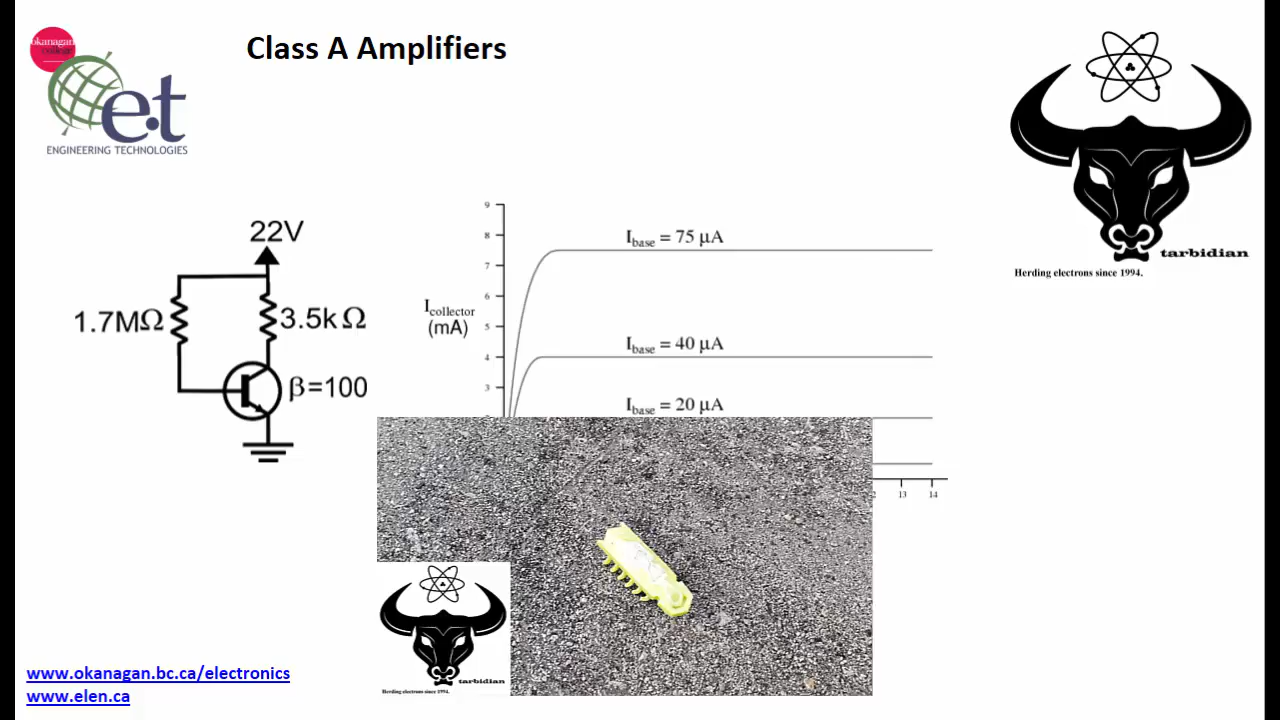 Class A Amplifiers
okanagan
college
e·t
ENGINEERING TECHNOLOGIES
tarbidian
Herding electrons since 1994.
22V
1.7MΩ
3.5k Ω
β=100
9
8
7
6
5
4
3
Icollector
(mA)
Ibase = 75 μA
Ibase = 40 μA
Ibase = 20 μA
2
13
14
tarbidian
Herding electrons since 1994.
www.okanagan.bc.ca/electronics
www.elen.ca